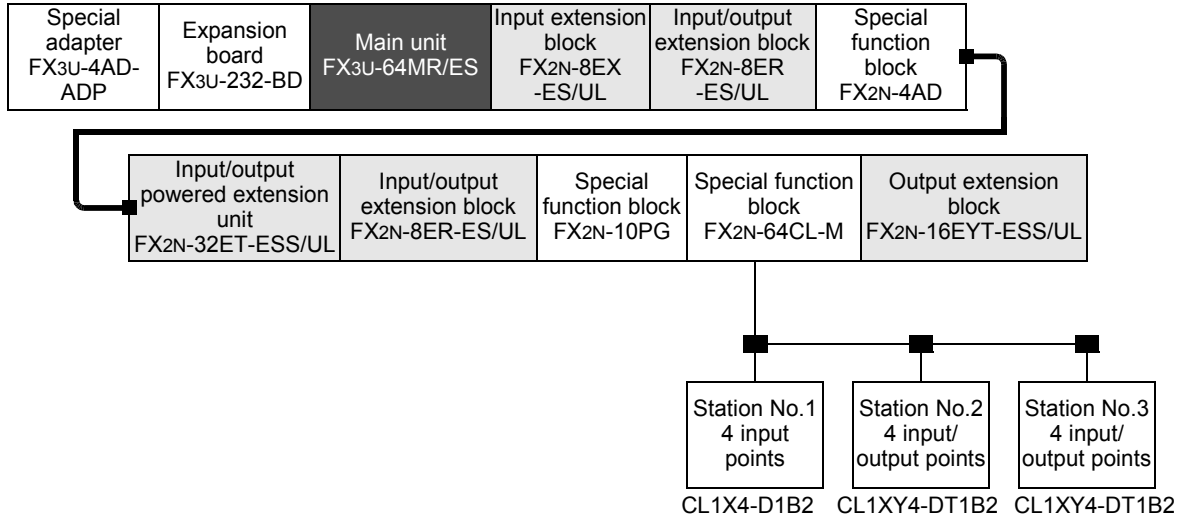 Special
adapter
FX3U-4AD-
ADP
Expansion
board
FX3U-232-BD
Main unit
FX3U-64MR/ES
Input extension
block
FX2N-8EX
-ES/UL
Input/output
extension block
FX2N-8ER
-ES/UL
Special
function
block
FX2N-4AD
Input/output
powered extension
unit
FX2N-32ET-ESS/UL
Input/output
extension block
FX2N-8ER-ES/UL
Special
function block
FX2N-10PG
Special function
block
FX2N-64CL-M
Output extension
block
FX2N-16EYT-ESS/UL
Station No.1
4 input
points
CL1X4-D1B2
Station No.2
4 input/
output points
CL1XY4-DT1B2
Station No.3
4 input/
output points
CL1XY4-DT1B2